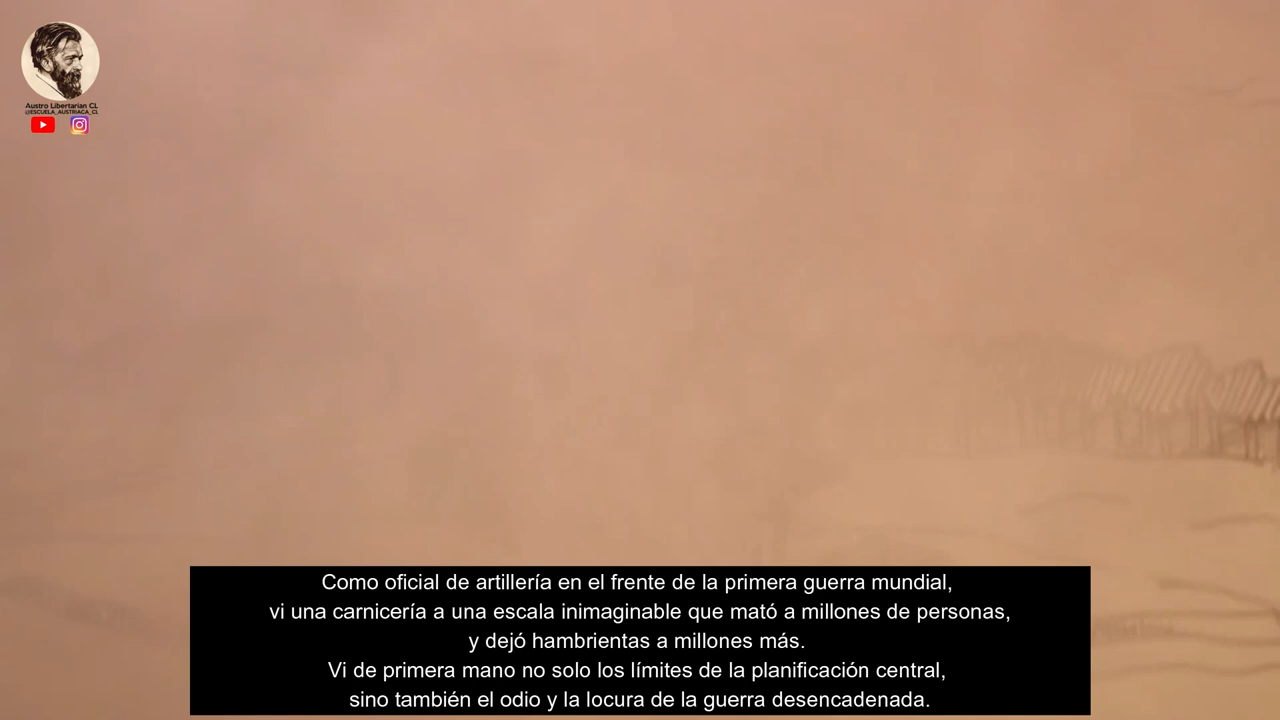 Austro Libertarian CL
@ESCUELA_AUSTRIACA_CL
Como oficial de artillería en el frente de la primera guerra mundial,
vi una carnicería a una escala inimaginable que mató a millones de personas,
y dejó hambrientas a millones más.
Vi de primera mano no solo los límites de la planificación central,
sino también el odio y la locura de la guerra desencadenada.